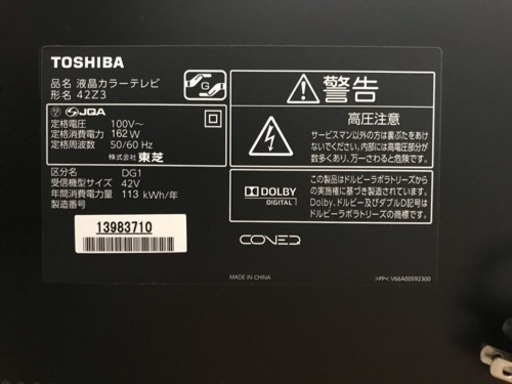 TOSHIBA
品名 液晶カラーテレビ
形名 42Z3
G
JQA
定格電圧: 100V~
定格消費電力: 162W
定格周波数: 50/60 Hz
株式会社 東芝
区分名 DG1
受信機型サイズ 42V
年間消費電力量 113 kWh/年
製造番号
13983710
警告
高圧注意
サービスマン以外の方は裏ぶたをあけ
ないでください。内部には高電圧部分が
数多くあり、万一さわると危険です。
DOLBY
DIGITAL
この製品はドルビーラボラトリーズから
の実施権に基づき製造されています。
Dolby、ドルビー及びダブルD記号は
ドルビーラボラトリーズの商標です。
MADE IN CHINA
>PP< V66A00592300